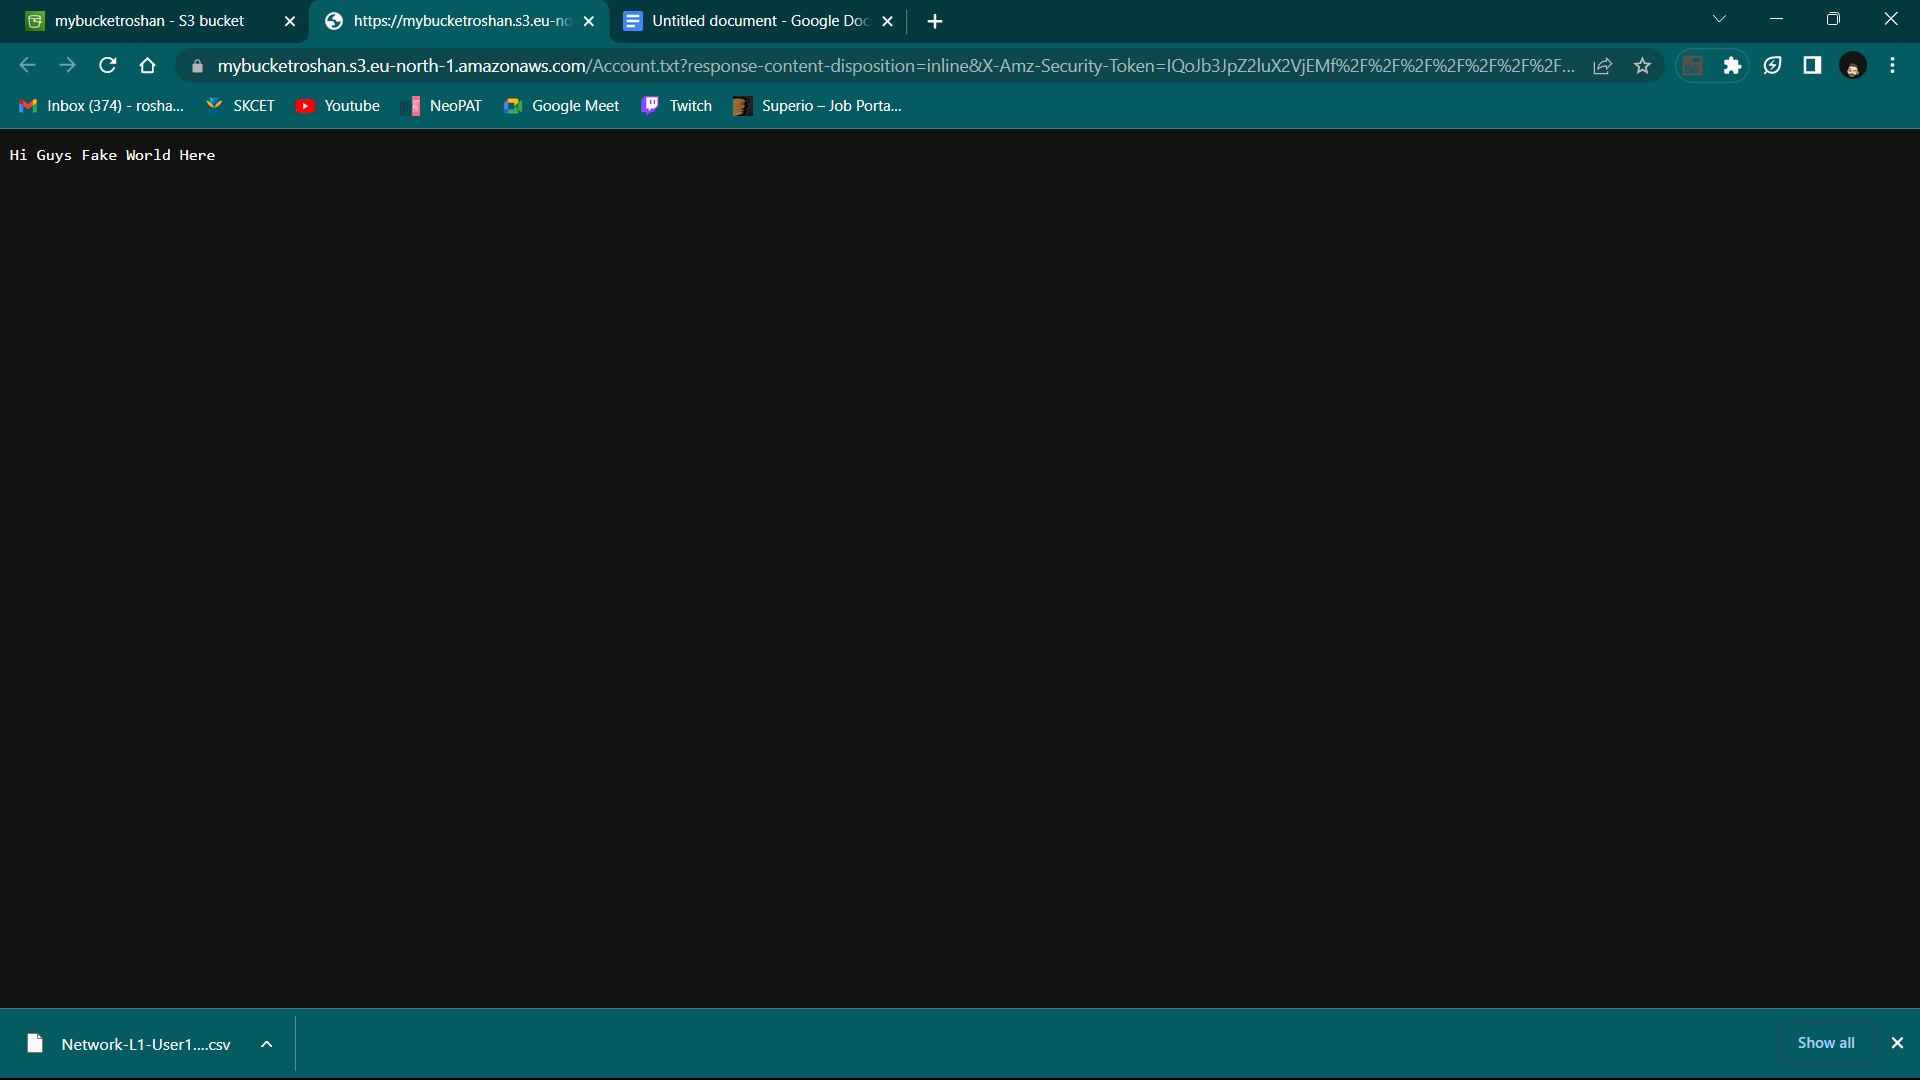 mybucketroshan - S3 bucket
https://mybucketroshan.s3.eu-no
Untitled document - Google Doc
mybucketroshan.s3.eu-north-1.amazonaws.com/Account.txt?response-content-disposition=inline&X-Amz-Security-Token=IQoJb3JpZ2luX2VjEMf%2F%2F%2F%2F%2F%2F%2F...
Inbox (374) - rosha...
SKCET
Youtube
NeoPAT
Google Meet
Twitch
Superio – Job Porta...
Hi Guys Fake World Here
Network-L1-User1....csv
Show all